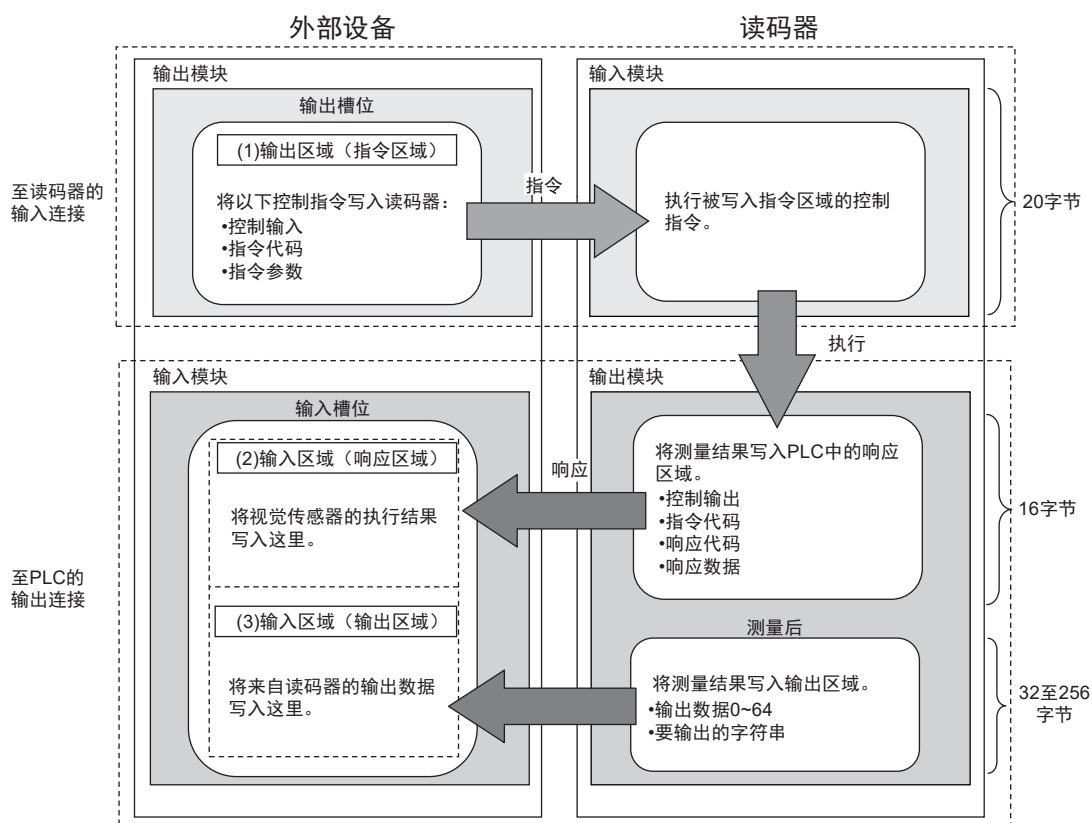 外部设备
读码器
输出模块
输入模块
输出槽位
(1)输出区域（指令区域）
将以下控制指令写入读码器：
•控制输入
•指令代码
•指令参数
至读码器的
输入连接
指令
执行被写入指令区域的控制
指令。
20字节
执行
输入模块
输出模块
输入槽位
(2)输入区域（响应区域）
将视觉传感器的执行结果
写入这里。
响应
将测量结果写入PLC中的响应
区域。
•控制输出
•指令代码
•响应代码
•响应数据
16字节
至PLC的
输出连接
(3)输入区域（输出区域）
将来自读码器的输出数据
写入这里。
测量后
将测量结果写入输出区域。
•输出数据0~64
•要输出的字符串
32至256
字节